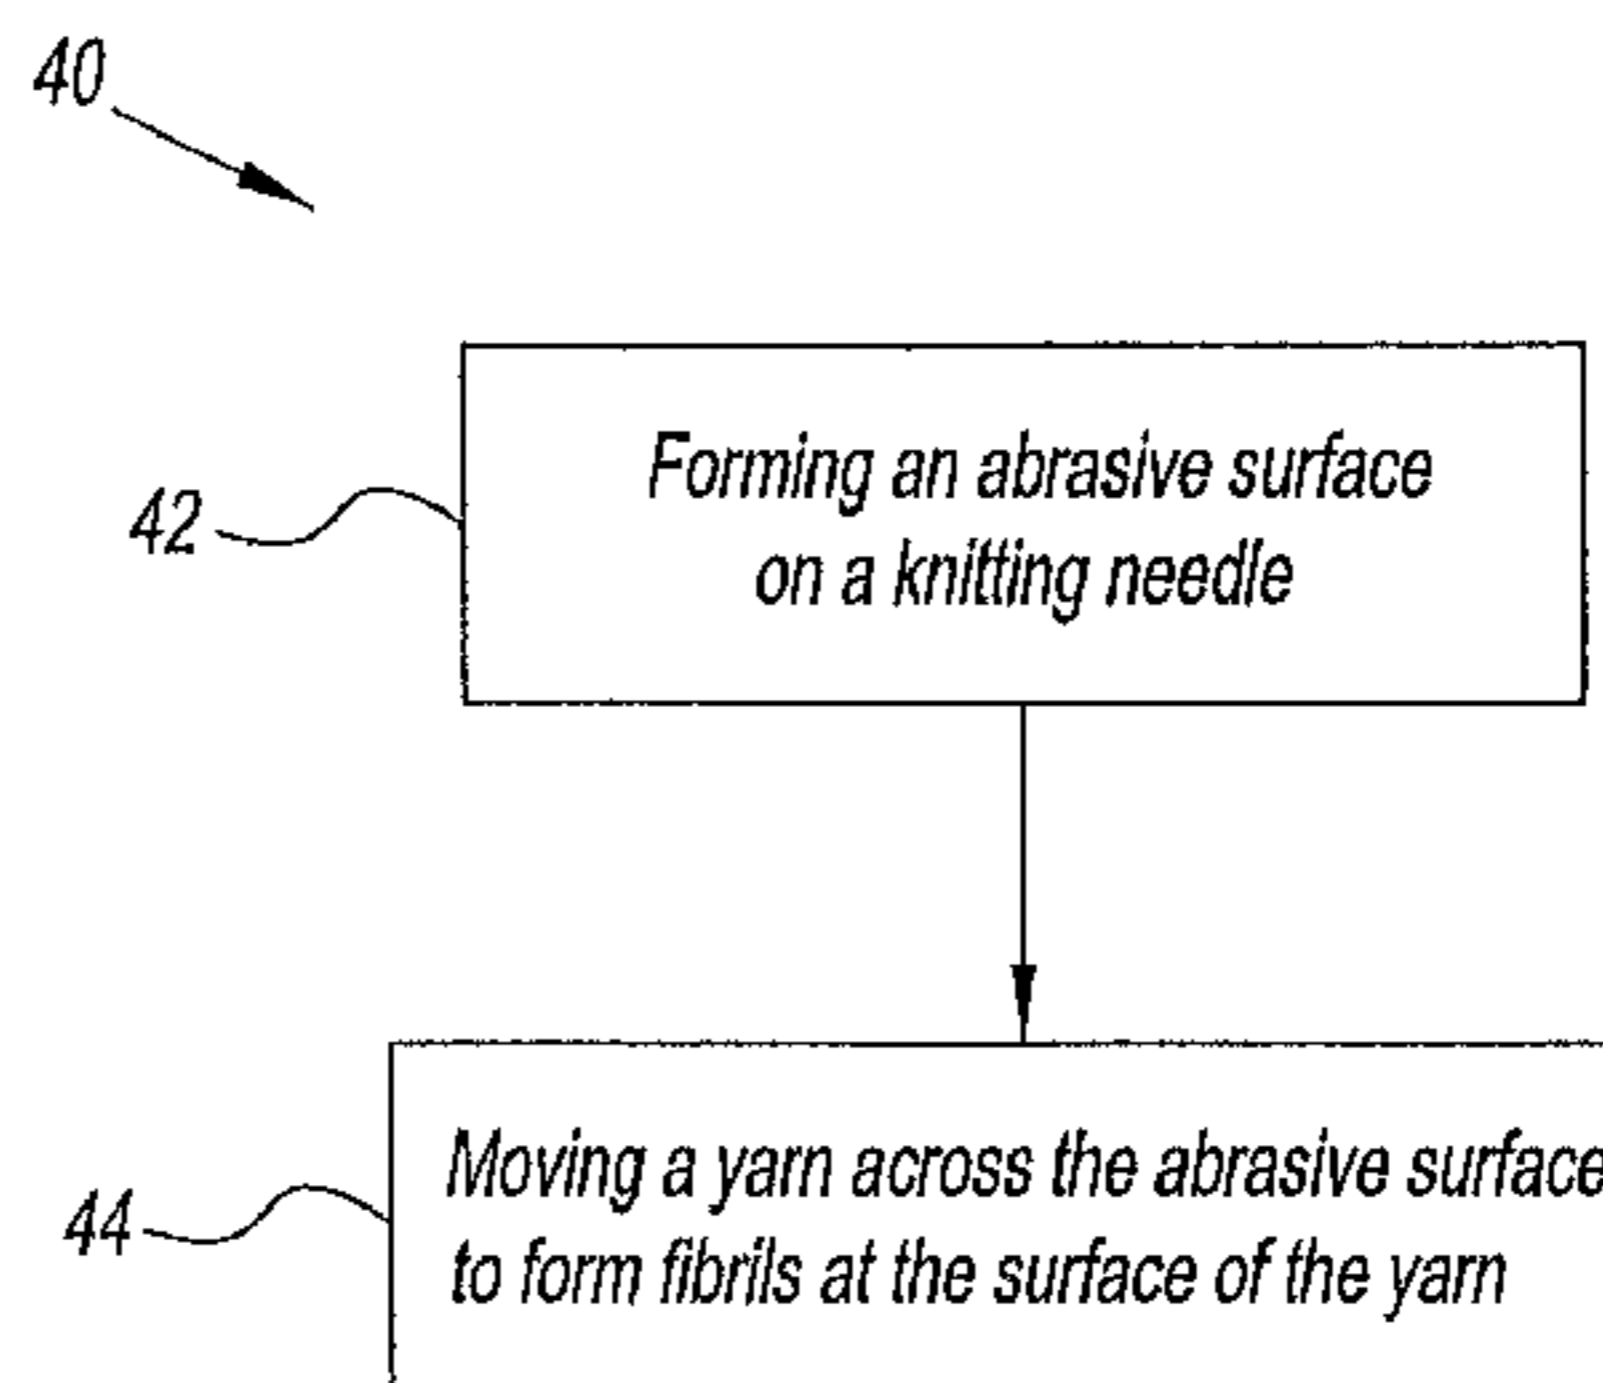 40
42
Forming an abrasive surface
on a knitting needle
44
Moving a yarn across the abrasive surface
to form fibrils at the surface of the yarn